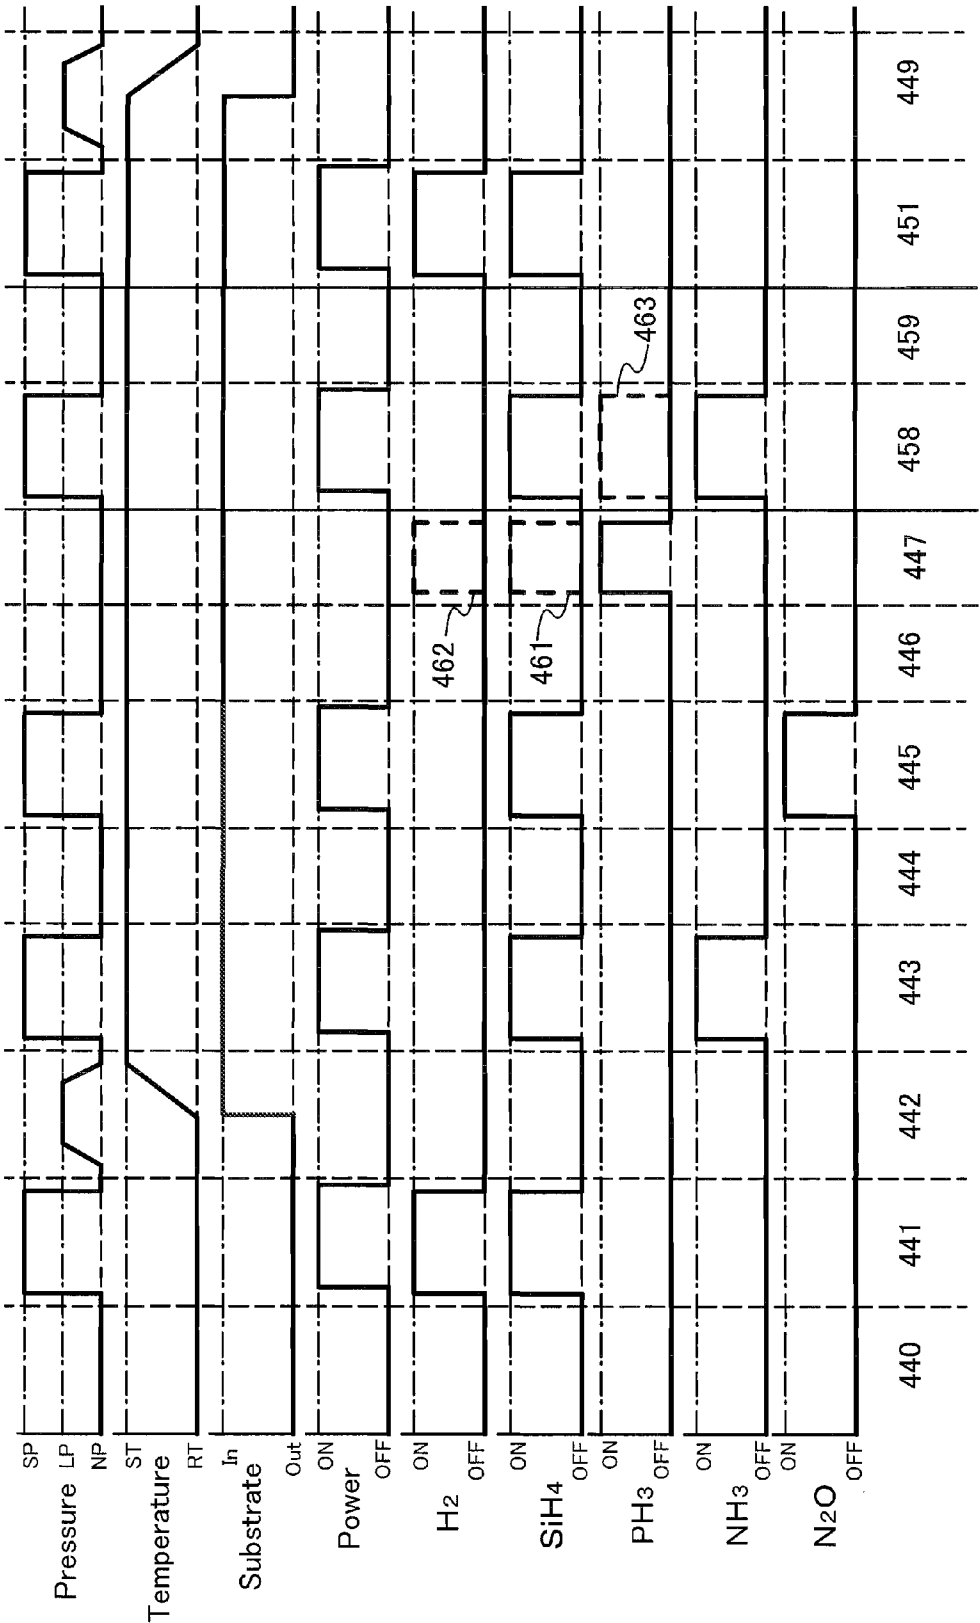 Pressure
SP
LP
NP
Temperature
ST
RT
Substrate
In
Out
Power
ON
OFF
H2
ON
OFF
SiH4
ON
OFF
PH3
ON
OFF
NH3
ON
OFF
N2O
ON
OFF
462
461
463
440
441
442
443
444
445
446
447
458
459
451
449